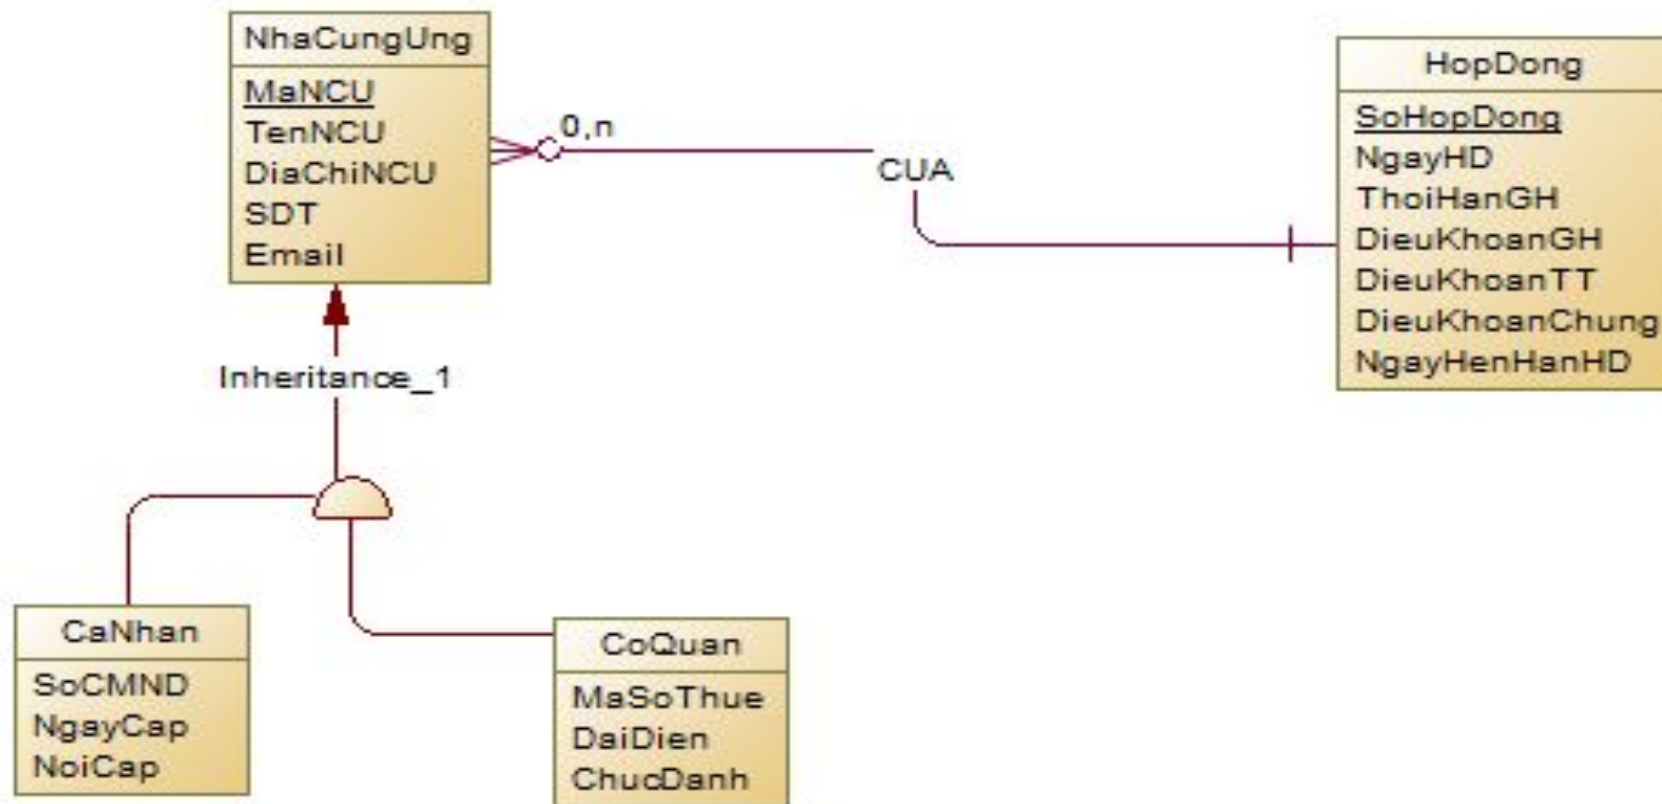 NhaCungUng
MaNCU
TenNCU
DiaChiNCU
SDT
Email
0,n
CUA
HopDong
SoHopDong
NgayHD
ThoiHanGH
DieuKhoanGH
DieuKhoanTT
DieuKhoanChung
NgayHenHanHD
Inheritance_1
CaNhan
SoCMND
NgayCap
NoiCap
CoQuan
MaSoThue
DaiDien
ChucDanh